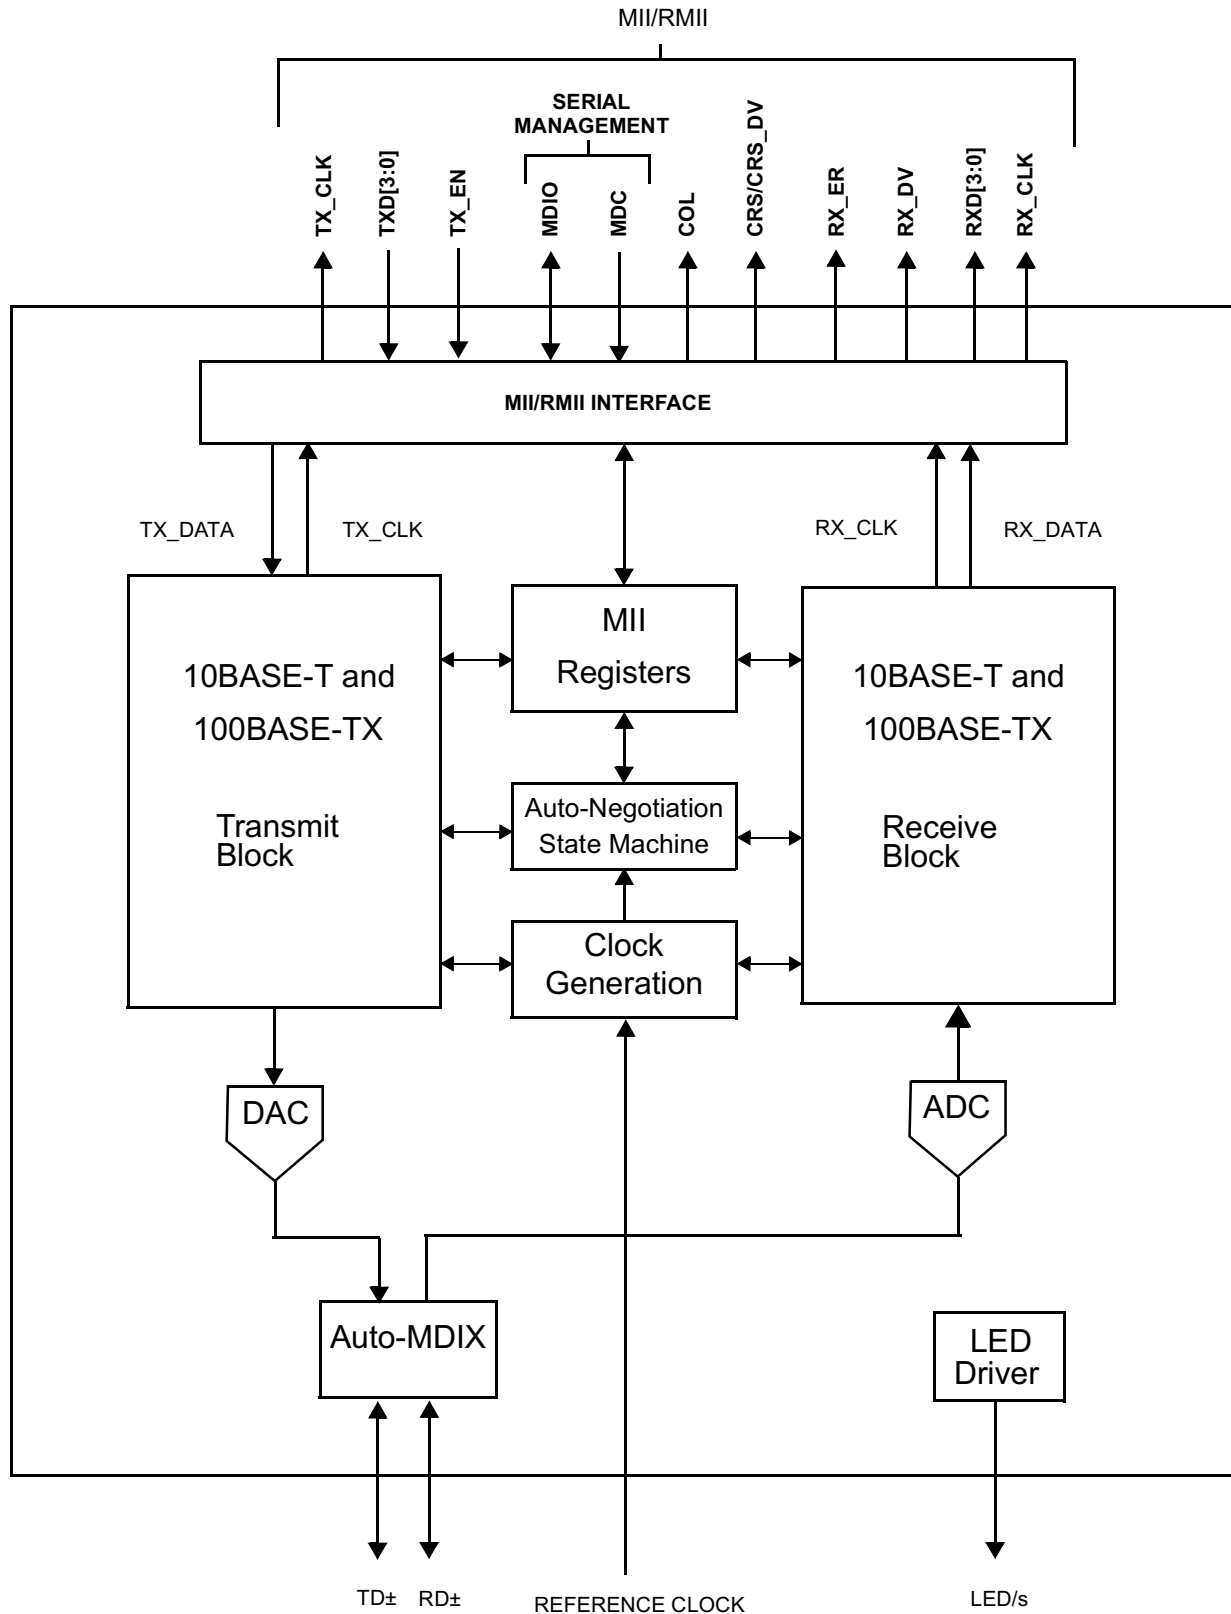 MII/RMII
SERIAL
MANAGEMENT
TX_CLK
TXD[3:0]
TX_EN
MDIO
MDC
COL
CRS/CRS_DV
RX_ER
RX_DV
RXD[3:0]
RX_CLK
MII/RMII INTERFACE
TX_DATA
TX_CLK
RX_CLK
RX_DATA
10BASE-T and
100BASE-TX
Transmit
Block
MII
Registers
Auto-Negotiation
State Machine
Clock
Generation
10BASE-T and
100BASE-TX
Receive
Block
DAC
ADC
Auto-MDIX
LED
Driver
TD±
RD±
REFERENCE CLOCK
LED/s